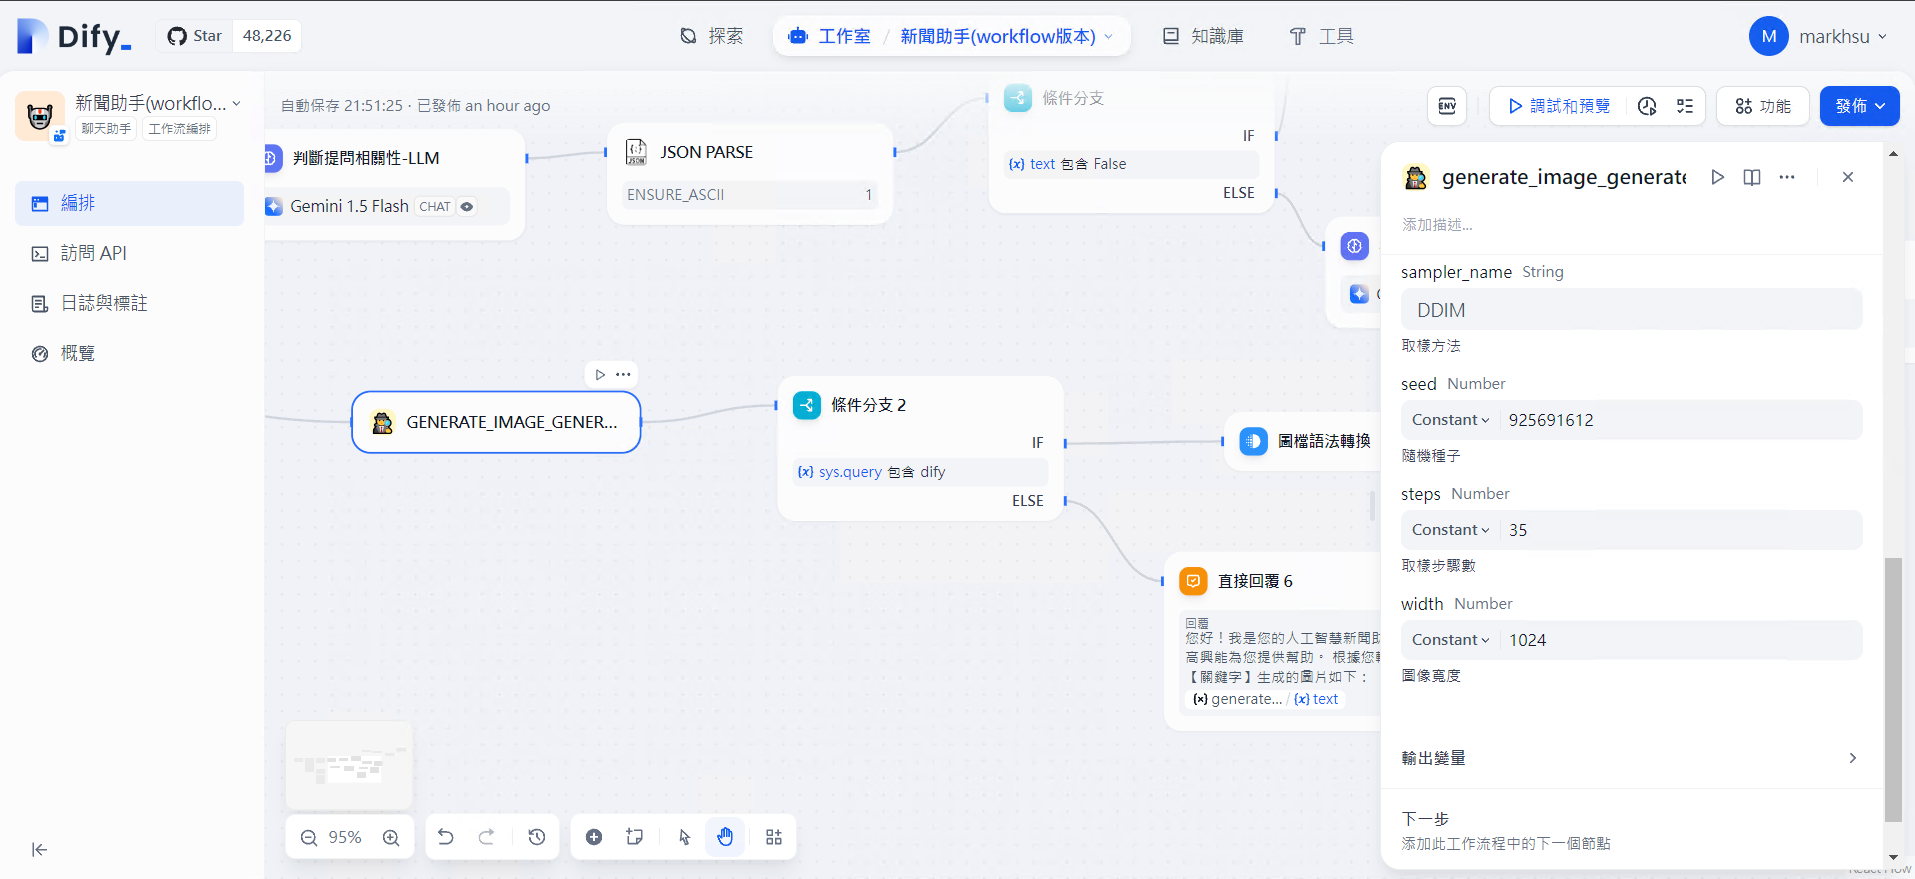 Dify_
Star 48,226
探索
工作室 / 新聞助手(workflow版本)
知識庫
工具
M markhsu
新聞助手(workflo...
聊天助手 工作流編排
編排
訪問 API
日誌與標註
概覽
自動保存 21:51:25 · 已發佈 an hour ago
ENV
調試和預覽
功能
發佈
判斷提問相關性-LLM
Gemini 1.5 Flash CHAT
JSON PARSE
ENSURE_ASCII 1
條件分支
IF
{x} text 包含 False
ELSE
GENERATE_IMAGE_GENER...
條件分支 2
IF
{x} sys.query 包含 dify
ELSE
圖檔語法轉換
直接回覆 6
回覆
您好！我是您的人工智慧新聞助
高興能為您提供幫助。 根據您
【關鍵字】生成的圖片如下：
{x} generate... / {x} text
95%
generate_image_generate
添加描述...
sampler_name String
DDIM
取樣方法
seed Number
Constant 925691612
隨機種子
steps Number
Constant 35
取樣步驟數
width Number
Constant 1024
圖像寬度
輸出變量
下一步
添加此工作流程中的下一個節點
React Flow